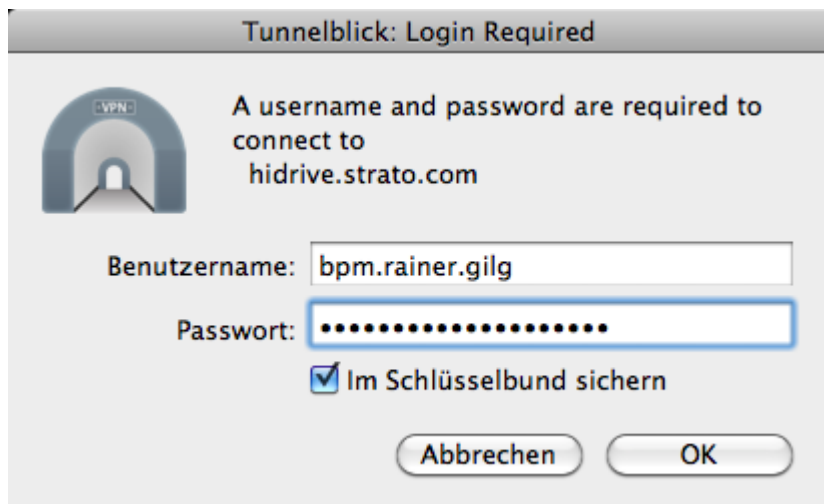 Tunnelblick: Login Required
VPN
A username and password are required to
connect to
hidrive.strato.com
Benutzername: bpm.rainer.gilg
Passwort: ••••••••••••••••••••
Im Schlüsselbund sichern
Abbrechen OK